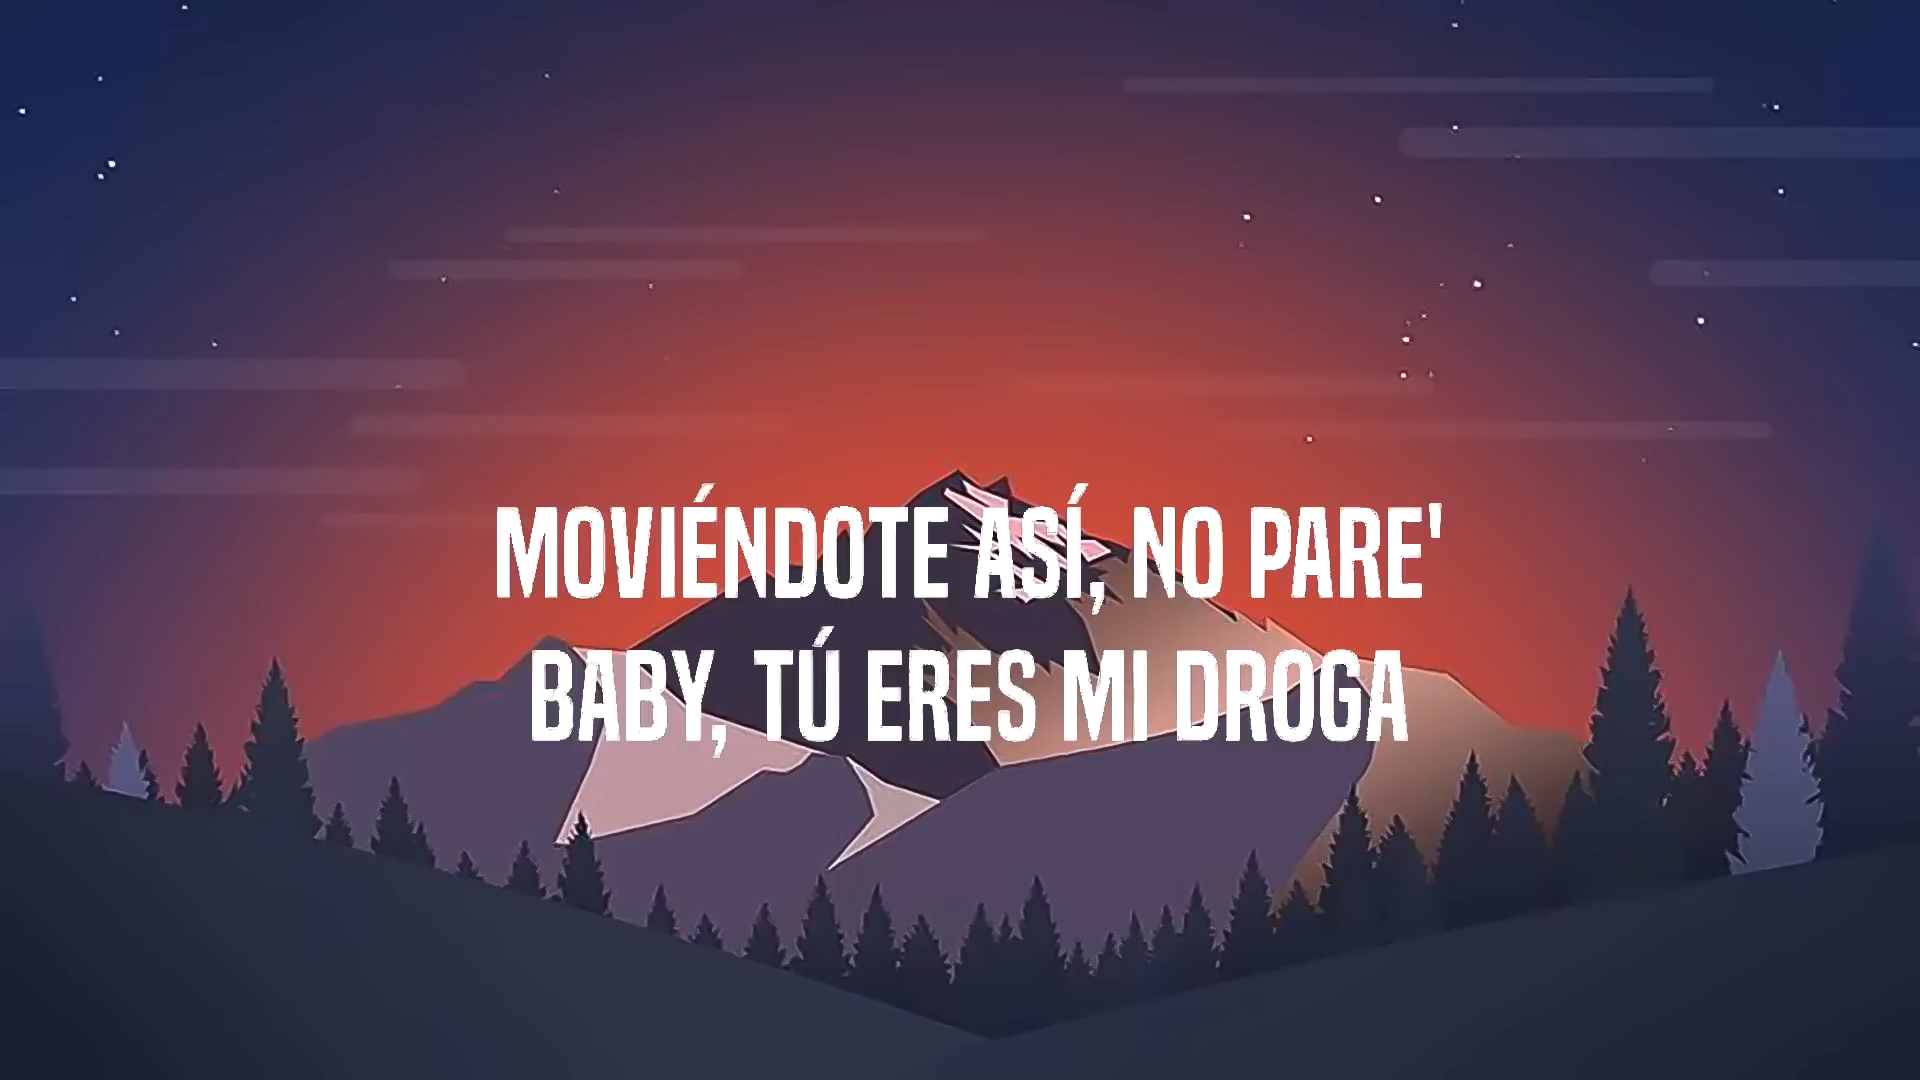 MOVIÉNDOTE ASÍ, NO PARE'
BABY, TÚ ERES MI DROGA